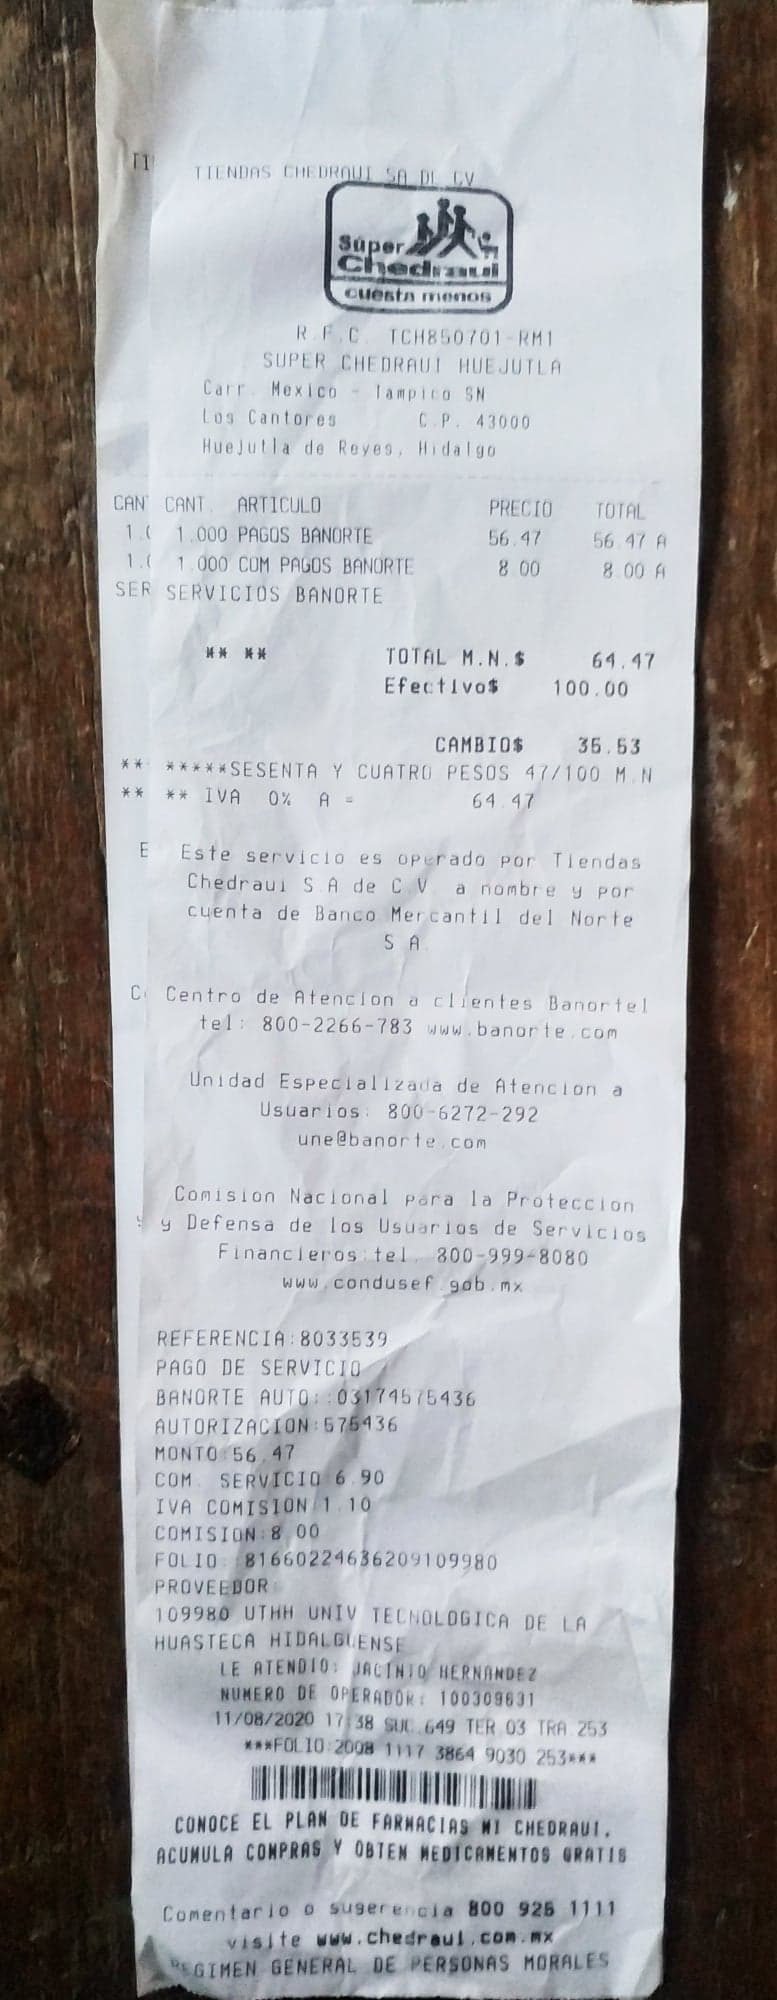 TIENDAS CHEDRAUI SA DE CV
Súper
Chedraui
cuesta menos
R.F.C. TCH850701-RM1
SUPER CHEDRAUI HUEJUTLA
Carr. Mexico - Tampico SN
Los Cantores C.P. 43000
Huejutla de Reyes, Hidalgo
CANT. ARTICULO PRECIO TOTAL
1.000 PAGOS BANORTE 56.47 56.47 A
1.000 COM PAGOS BANORTE 8.00 8.00 A
SERVICIOS BANORTE
** ** TOTAL M.N.$ 64.47
Efectivo$ 100.00
CAMBIO$ 35.53
*****SESENTA Y CUATRO PESOS 47/100 M.N
** IVA 0% A = 64.47
Este servicio es operado por Tiendas
Chedraui S A de C.V. a nombre y por
cuenta de Banco Mercantil del Norte
S A.
Centro de Atencion a clientes Banortel
tel: 800-2266-783 www.banorte.com
Unidad Especializada de Atencion a
Usuarios: 800-6272-292
une@banorte.com
Comision Nacional para la Proteccion
y Defensa de los Usuarios de Servicios
Financieros:tel. 800-999-8080
www.condusef.gob.mx
REFERENCIA:8033539
PAGO DE SERVICIO
BANORTE AUTO::03174575436
AUTORIZACION:575436
MONTO:56.47
COM. SERVICIO:6.90
IVA COMISION:1.10
COMISION:8.00
FOLIO::81660224636209109980
PROVEEDOR:
109980 UTHH UNIV TECNOLOGICA DE LA
HUASTECA HIDALGUENSE
LE ATENDIO: JACINTO HERNANDEZ
NUMERO DE OPERADOR: 100309631
11/08/2020 17:38 SUC.649 TER.03 TRA.253
***FOLIO:2008 1117 3864 9030 253***
CONOCE EL PLAN DE FARMACIAS MI CHEDRAUI,
ACUMULA COMPRAS Y OBTEN MEDICAMENTOS GRATIS
Comentario o sugerencia 800 925 1111
visite www.chedraui.com.mx
REGIMEN GENERAL DE PERSONAS MORALES